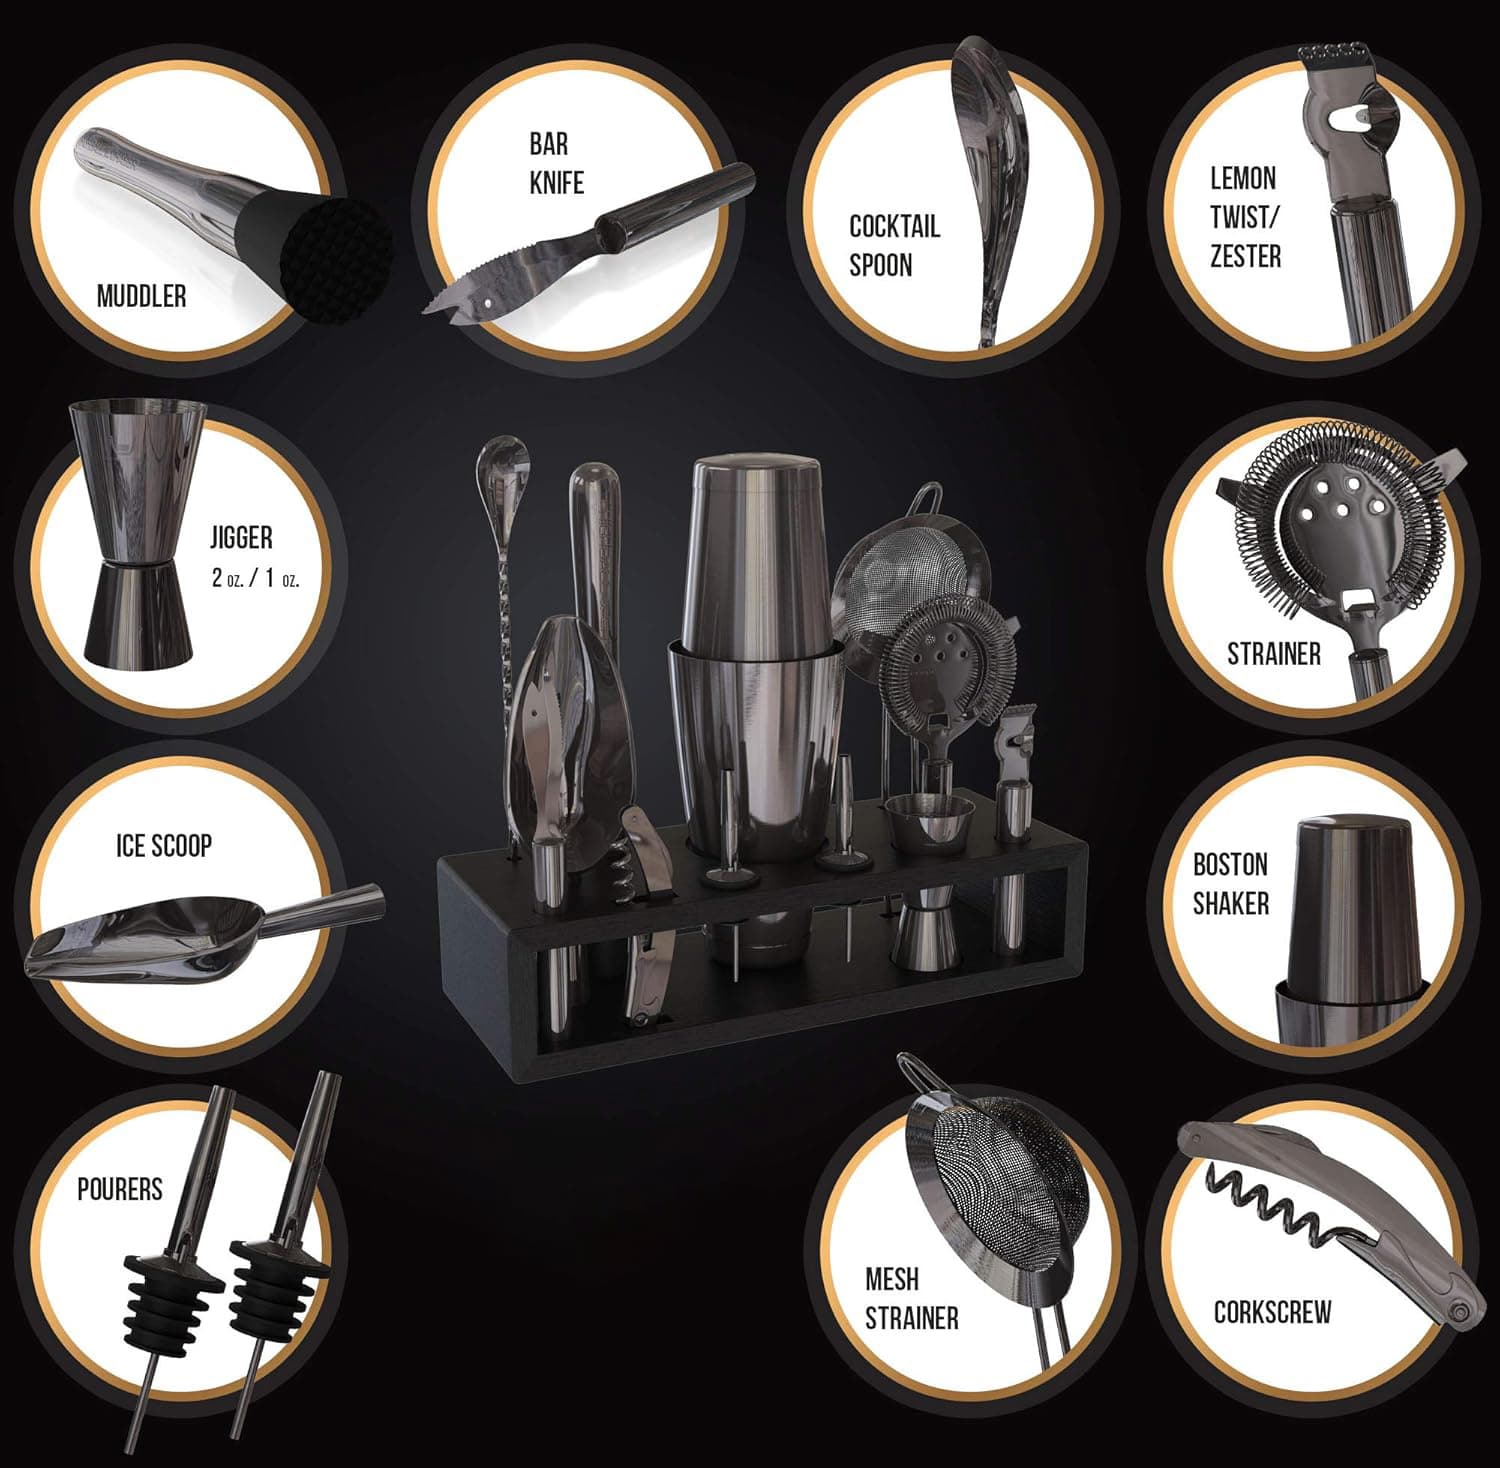 MUDDLER
BAR
KNIFE
COCKTAIL
SPOON
LEMON
TWIST/
ZESTER
JIGGER
2 OZ. / 1 OZ.
STRAINER
ICE SCOOP
BOSTON
SHAKER
POURERS
MESH
STRAINER
CORKSCREW